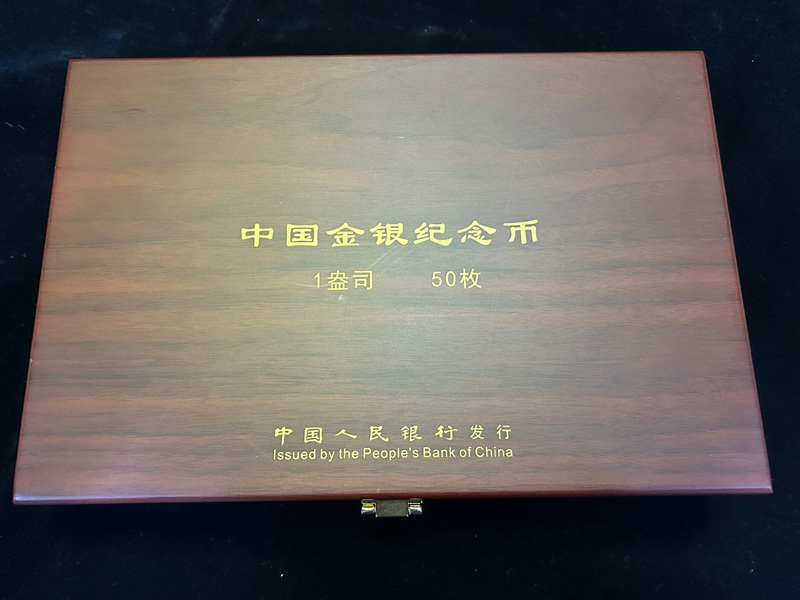 中国金银纪念币
1盎司 50枚
中国人民银行发行
Issued by the People's Bank of China